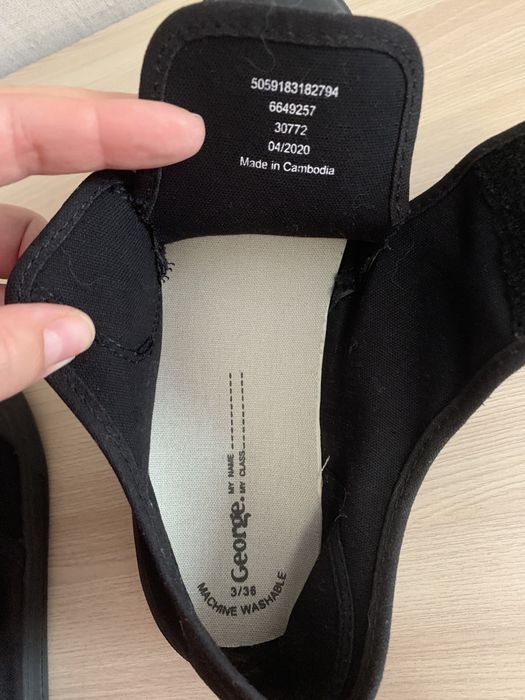 5059183182794
6649257
30772
04/2020
Made in Cambodia
MY NAME
MY CLASS
George.
3/36
MACHINE WASHABLE